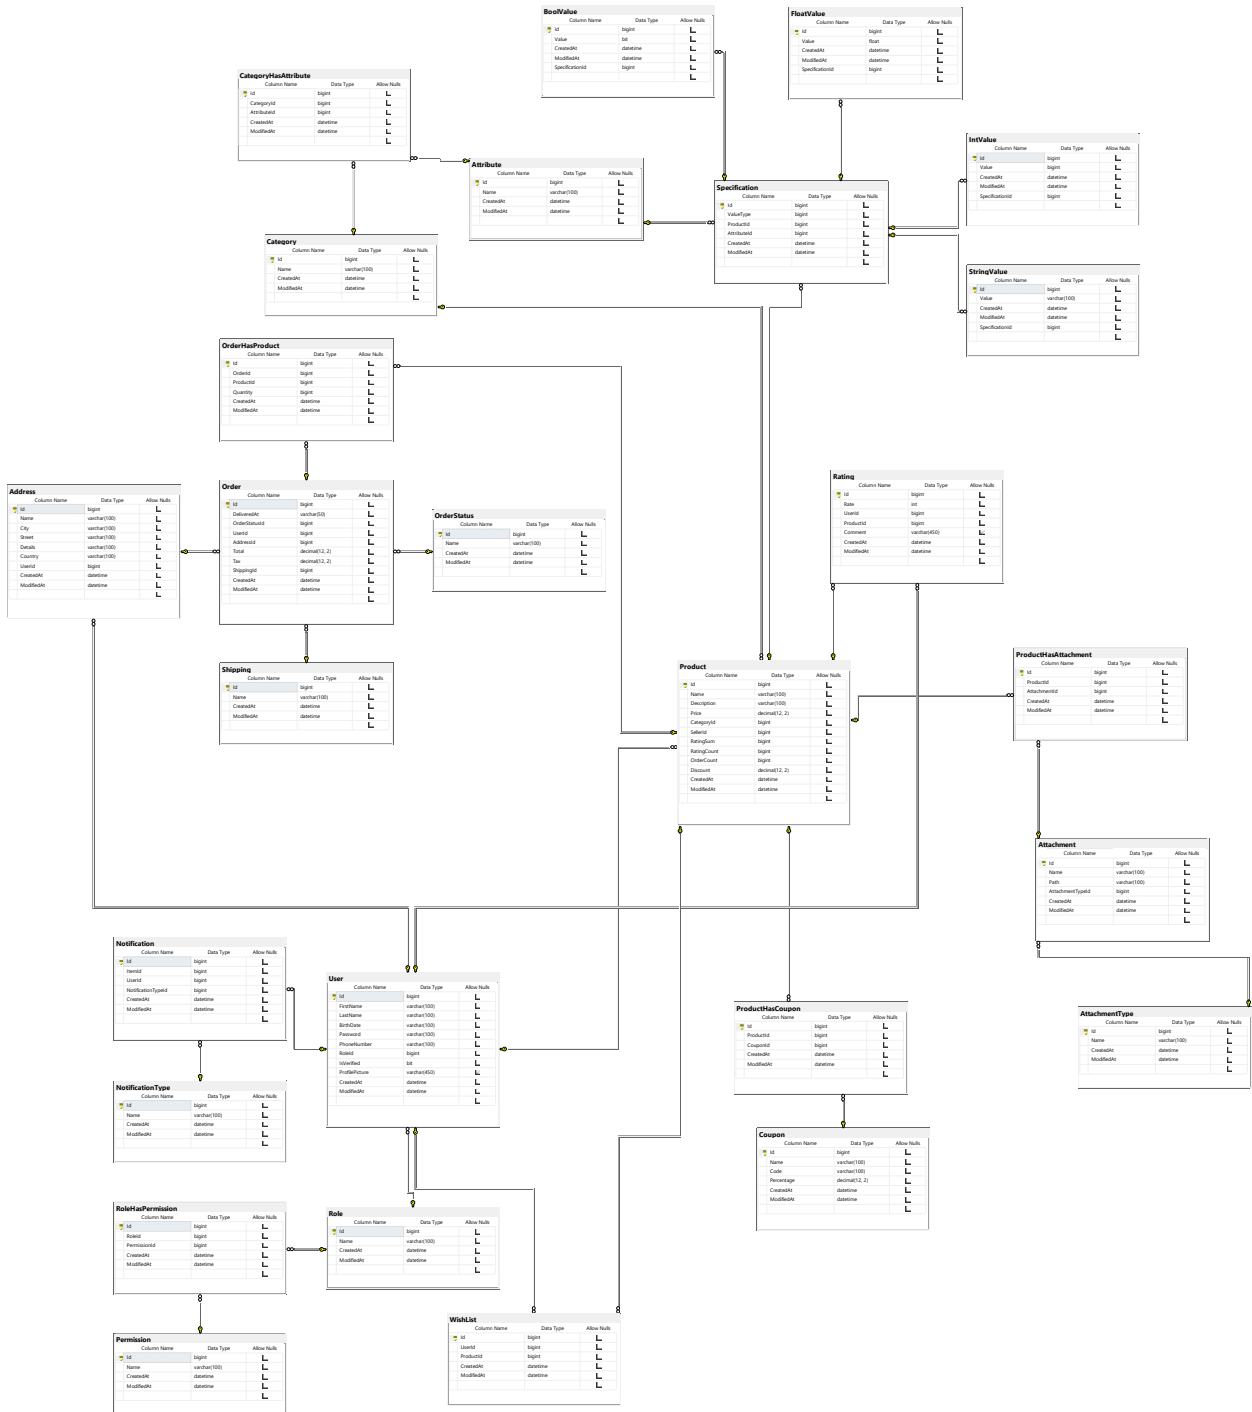 BoolValue
Column Name Data Type Allow Nulls
Id bigint
Value bit
CreatedAt datetime
ModifiedAt datetime
SpecificationId bigint
FloatValue
Column Name Data Type Allow Nulls
Id bigint
Value float
CreatedAt datetime
ModifiedAt datetime
SpecificationId bigint
CategoryHasAttribute
Column Name Data Type Allow Nulls
Id bigint
CategoryId bigint
AttributeId bigint
CreatedAt datetime
ModifiedAt datetime
IntValue
Column Name Data Type Allow Nulls
Id bigint
Value bigint
CreatedAt datetime
ModifiedAt datetime
SpecificationId bigint
Attribute
Column Name Data Type Allow Nulls
Id bigint
Name varchar(100)
CreatedAt datetime
ModifiedAt datetime
Specification
Column Name Data Type Allow Nulls
Id bigint
ValueType bigint
ProductId bigint
AttributeId bigint
CreatedAt datetime
ModifiedAt datetime
Category
Column Name Data Type Allow Nulls
Id bigint
Name varchar(100)
CreatedAt datetime
ModifiedAt datetime
StringValue
Column Name Data Type Allow Nulls
Id bigint
Value varchar(100)
CreatedAt datetime
ModifiedAt datetime
SpecificationId bigint
OrderHasProduct
Column Name Data Type Allow Nulls
Id bigint
OrderId bigint
ProductId bigint
Quantity bigint
CreatedAt datetime
ModifiedAt datetime
Address
Column Name Data Type Allow Nulls
Id bigint
Name varchar(100)
City varchar(100)
Street varchar(100)
Details varchar(100)
Country varchar(100)
UserId bigint
CreatedAt datetime
ModifiedAt datetime
Order
Column Name Data Type Allow Nulls
Id bigint
DeliveredAt varchar(50)
OrderStatusId bigint
UserId bigint
AddressId bigint
Total decimal(12, 2)
Tax decimal(12, 2)
ShippingId bigint
CreatedAt datetime
ModifiedAt datetime
OrderStatus
Column Name Data Type Allow Nulls
Id bigint
Name varchar(100)
CreatedAt datetime
ModifiedAt datetime
Rating
Column Name Data Type Allow Nulls
Id bigint
Rate int
UserId bigint
ProductId bigint
Comment varchar(450)
CreatedAt datetime
ModifiedAt datetime
Shipping
Column Name Data Type Allow Nulls
Id bigint
Name varchar(100)
CreatedAt datetime
ModifiedAt datetime
Product
Column Name Data Type Allow Nulls
Id bigint
Name varchar(100)
Description varchar(100)
Price decimal(12, 2)
CategoryId bigint
SellerId bigint
RatingSum bigint
RatingCount bigint
OrderCount bigint
Discount decimal(12, 2)
CreatedAt datetime
ModifiedAt datetime
ProductHasAttachment
Column Name Data Type Allow Nulls
Id bigint
ProductId bigint
AttachmentId bigint
CreatedAt datetime
ModifiedAt datetime
Attachment
Column Name Data Type Allow Nulls
Id bigint
Name varchar(100)
Path varchar(100)
AttachmentTypeId bigint
CreatedAt datetime
ModifiedAt datetime
Notification
Column Name Data Type Allow Nulls
Id bigint
ItemId bigint
UserId bigint
NotificationTypeId bigint
CreatedAt datetime
ModifiedAt datetime
User
Column Name Data Type Allow Nulls
Id bigint
FirstName varchar(100)
LastName varchar(100)
BirthDate varchar(100)
Password varchar(100)
PhoneNumber varchar(100)
RoleId bigint
IsVerified bit
ProfilePicture varchar(450)
CreatedAt datetime
ModifiedAt datetime
ProductHasCoupon
Column Name Data Type Allow Nulls
Id bigint
ProductId bigint
CouponId bigint
CreatedAt datetime
ModifiedAt datetime
AttachmentType
Column Name Data Type Allow Nulls
Id bigint
Name varchar(100)
CreatedAt datetime
ModifiedAt datetime
NotificationType
Column Name Data Type Allow Nulls
Id bigint
Name varchar(100)
CreatedAt datetime
ModifiedAt datetime
Coupon
Column Name Data Type Allow Nulls
Id bigint
Name varchar(100)
Code varchar(100)
Percentage decimal(12, 2)
CreatedAt datetime
ModifiedAt datetime
RoleHasPermission
Column Name Data Type Allow Nulls
Id bigint
RoleId bigint
PermissionId bigint
CreatedAt datetime
ModifiedAt datetime
Role
Column Name Data Type Allow Nulls
Id bigint
Name varchar(100)
CreatedAt datetime
ModifiedAt datetime
WishList
Column Name Data Type Allow Nulls
Id bigint
UserId bigint
ProductId bigint
CreatedAt datetime
ModifiedAt datetime
Permission
Column Name Data Type Allow Nulls
Id bigint
Name varchar(100)
CreatedAt datetime
ModifiedAt datetime